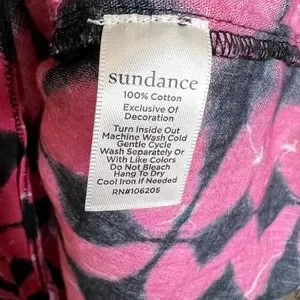 sundance
100% Cotton
Exclusive Of
Decoration
Turn Inside Out
Machine Wash Cold
Gentle Cycle
Wash Separately Or
With Like Colors
Do Not Bleach
Hang To Dry
Cool Iron If Needed
RN#106205